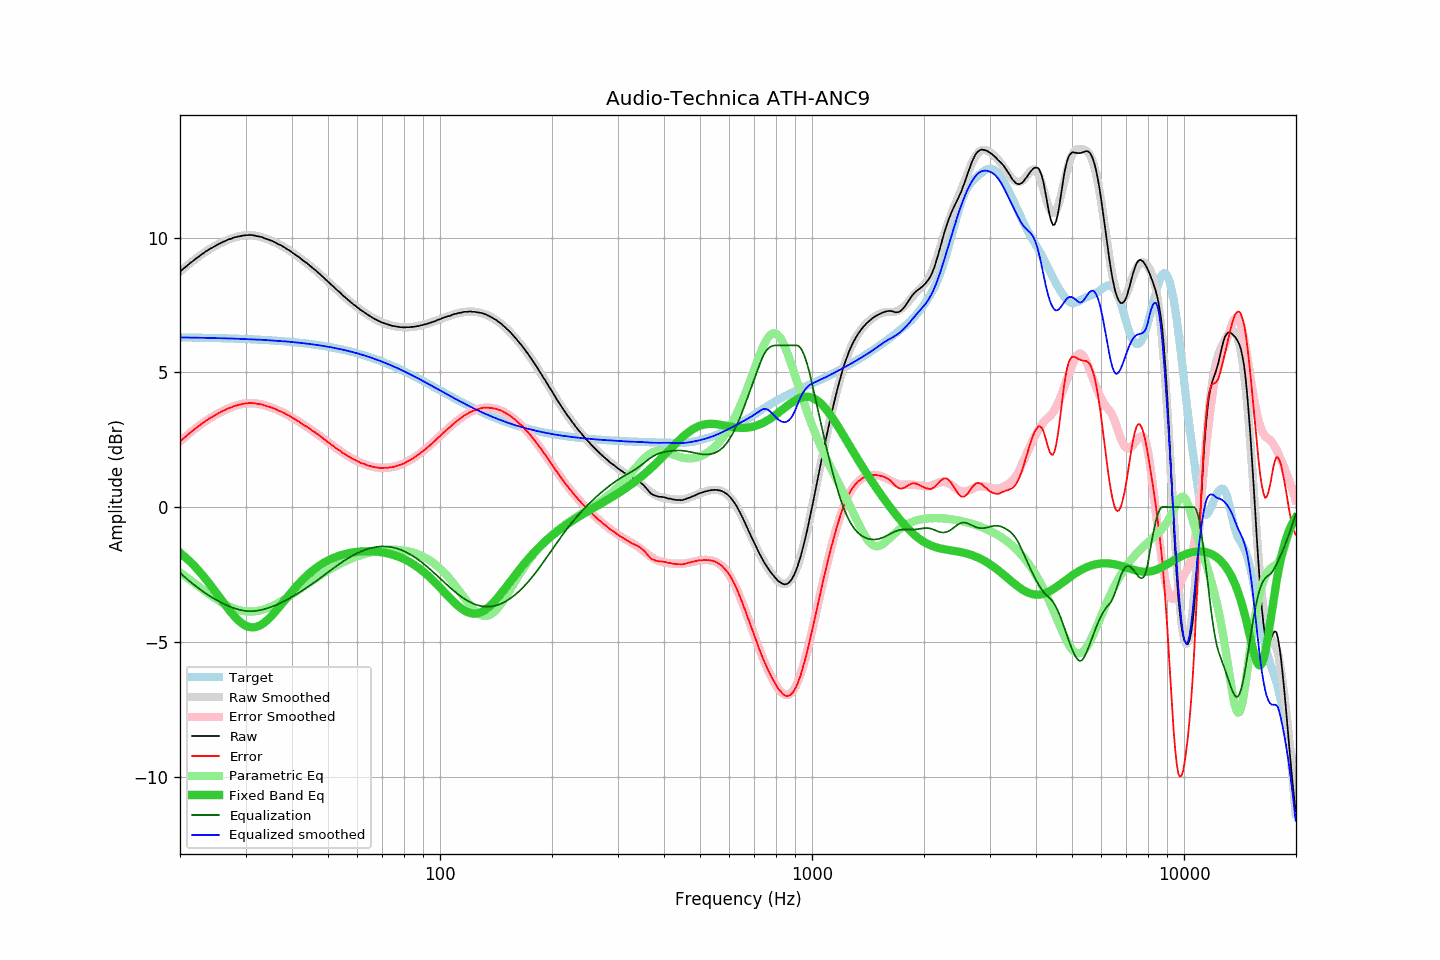 Audio-Technica ATH-ANC9
Amplitude (dBr)
10
5
0
−5
−10
Target
Raw Smoothed
Error Smoothed
Raw
Error
Parametric Eq
Fixed Band Eq
Equalization
Equalized smoothed
100 1000 10000
Frequency (Hz)